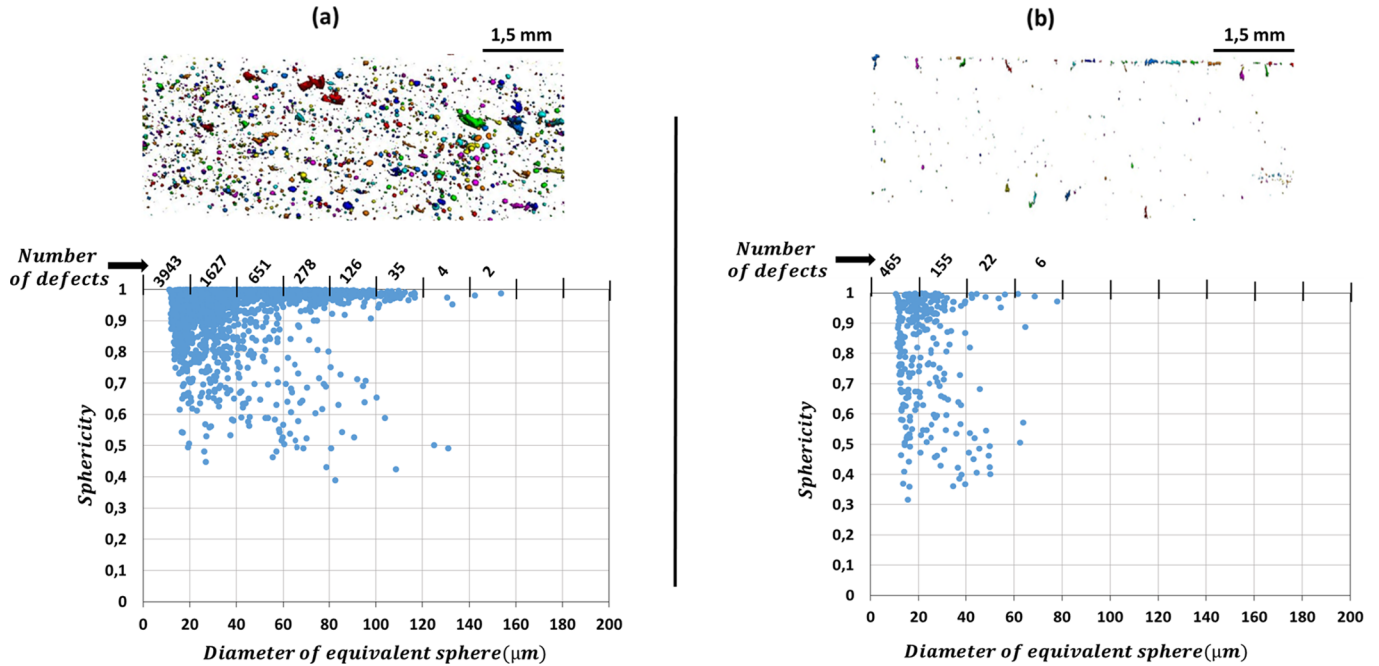 (a)
1,5 mm
Number
of defects
3943 1627 651 278 126 35 4 2
1
0,9
0,8
0,7
0,6
0,5
0,4
0,3
0,2
0,1
0
Sphericity
0 20 40 60 80 100 120 140 160 180 200
Diameter of equivalent sphere(μm)
(b)
1,5 mm
Number
of defects
465 155 22 6
1
0,9
0,8
0,7
0,6
0,5
0,4
0,3
0,2
0,1
0
Sphericity
0 20 40 60 80 100 120 140 160 180 200
Diameter of equivalent sphere(μm)